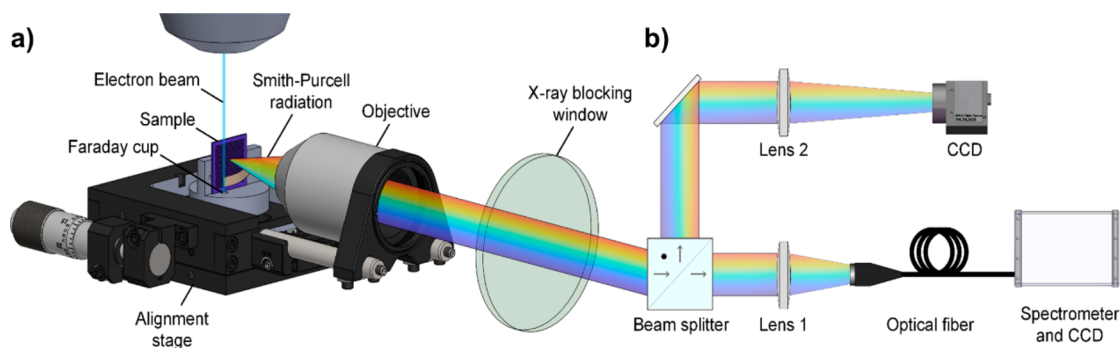 a)
Electron beam
Smith-Purcell
radiation
Sample
Objective
Faraday cup
Alignment
stage
X-ray blocking
window
b)
Lens 2
CCD
Beam splitter
Lens 1
Optical fiber
Spectrometer
and CCD